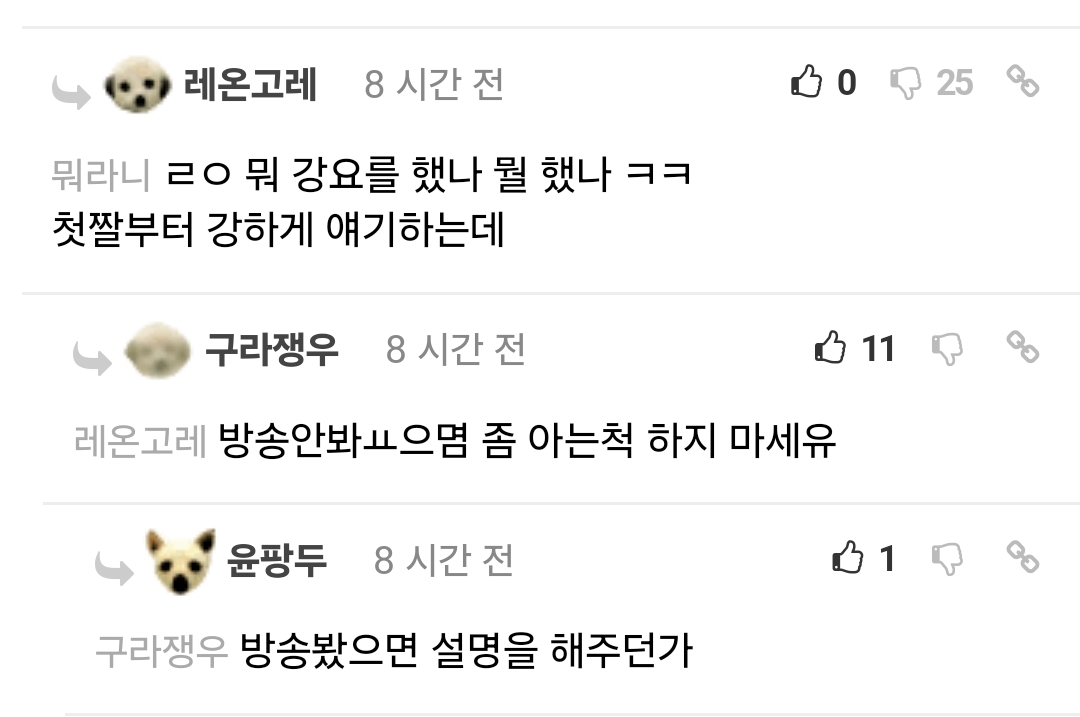 레온고레 8 시간 전 0 25
뭐라니 ㄹㅇ 뭐 강요를 했나 뭘 했나 ㅋㅋ
첫짤부터 강하게 얘기하는데
구라쟁우 8 시간 전 11
레온고레 방송안봐ㅛ으몀 좀 아는척 하지 마세유
윤팡두 8 시간 전 1
구라쟁우 방송봤으면 설명을 해주던가